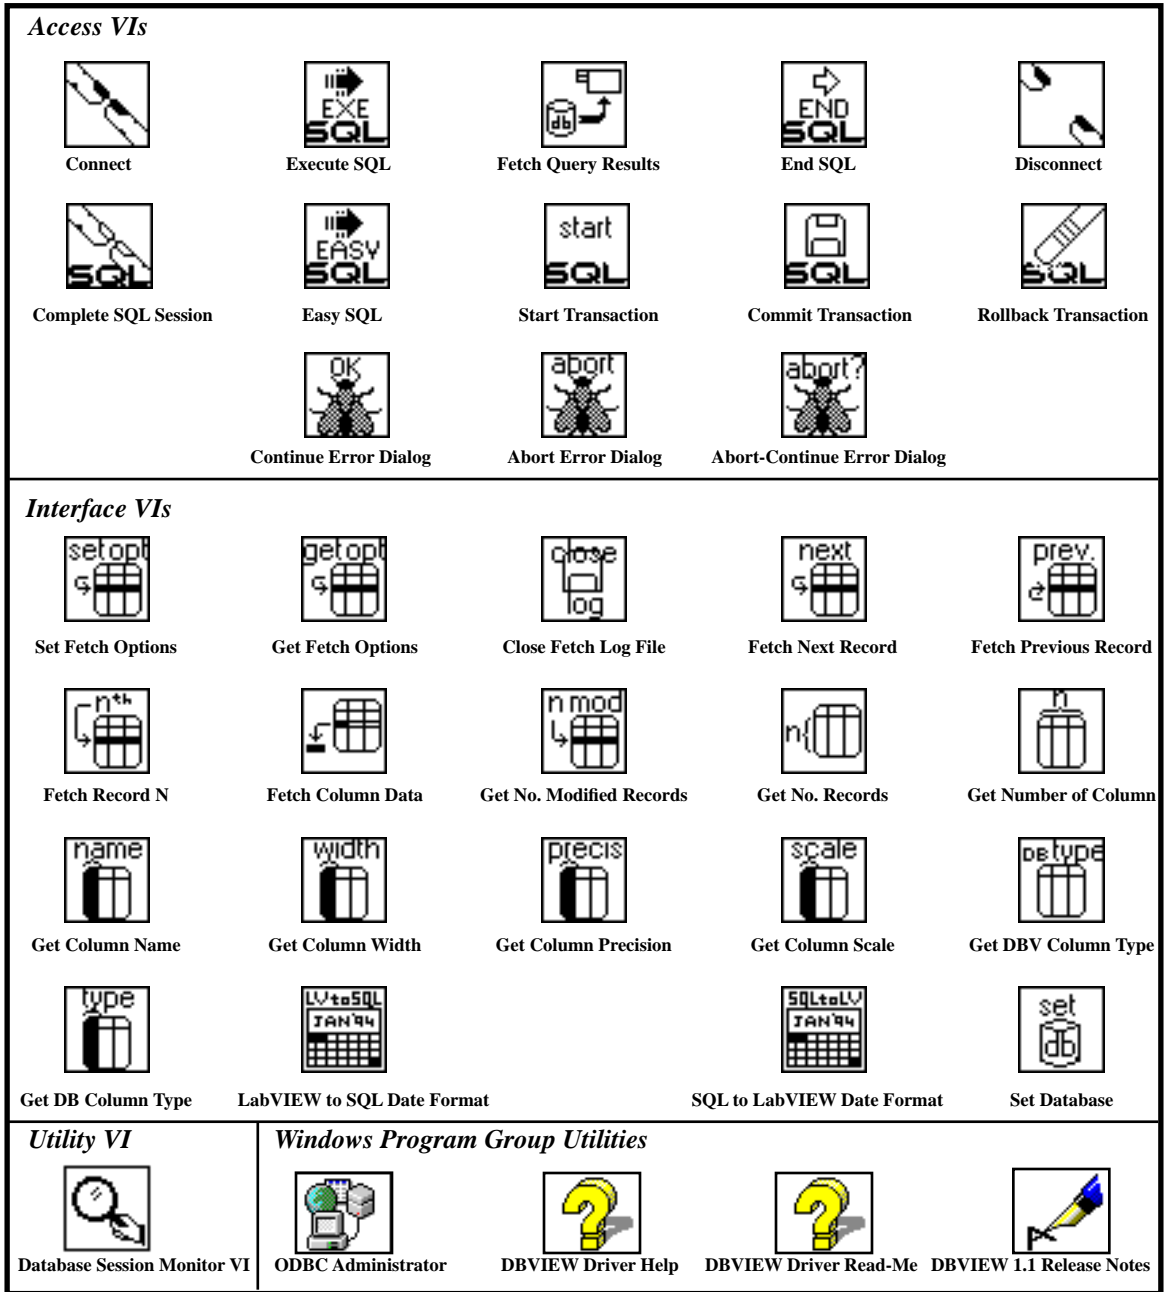 Access VIs
EXE
SQL
db
END
SQL
Connect
Execute SQL
Fetch Query Results
End SQL
Disconnect
SQL
EASY
SQL
start
SQL
SQL
SQL
Complete SQL Session
Easy SQL
Start Transaction
Commit Transaction
Rollback Transaction
OK
abort
abort?
Continue Error Dialog
Abort Error Dialog
Abort-Continue Error Dialog
Interface VIs
set opt
get opt
close
log
next
prev.
Set Fetch Options
Get Fetch Options
Close Fetch Log File
Fetch Next Record
Fetch Previous Record
nth
n mod
n{
n
Fetch Record N
Fetch Column Data
Get No. Modified Records
Get No. Records
Get Number of Column
name
width
precis
scale
DB type
Get Column Name
Get Column Width
Get Column Precision
Get Column Scale
Get DBV Column Type
type
LVtoSQL
JAN'94
SQLtoLV
JAN'94
set
db
Get DB Column Type
LabVIEW to SQL Date Format
SQL to LabVIEW Date Format
Set Database
Utility VI
Windows Program Group Utilities
Database Session Monitor VI
ODBC Administrator
DBVIEW Driver Help
DBVIEW Driver Read-Me
DBVIEW 1.1 Release Notes